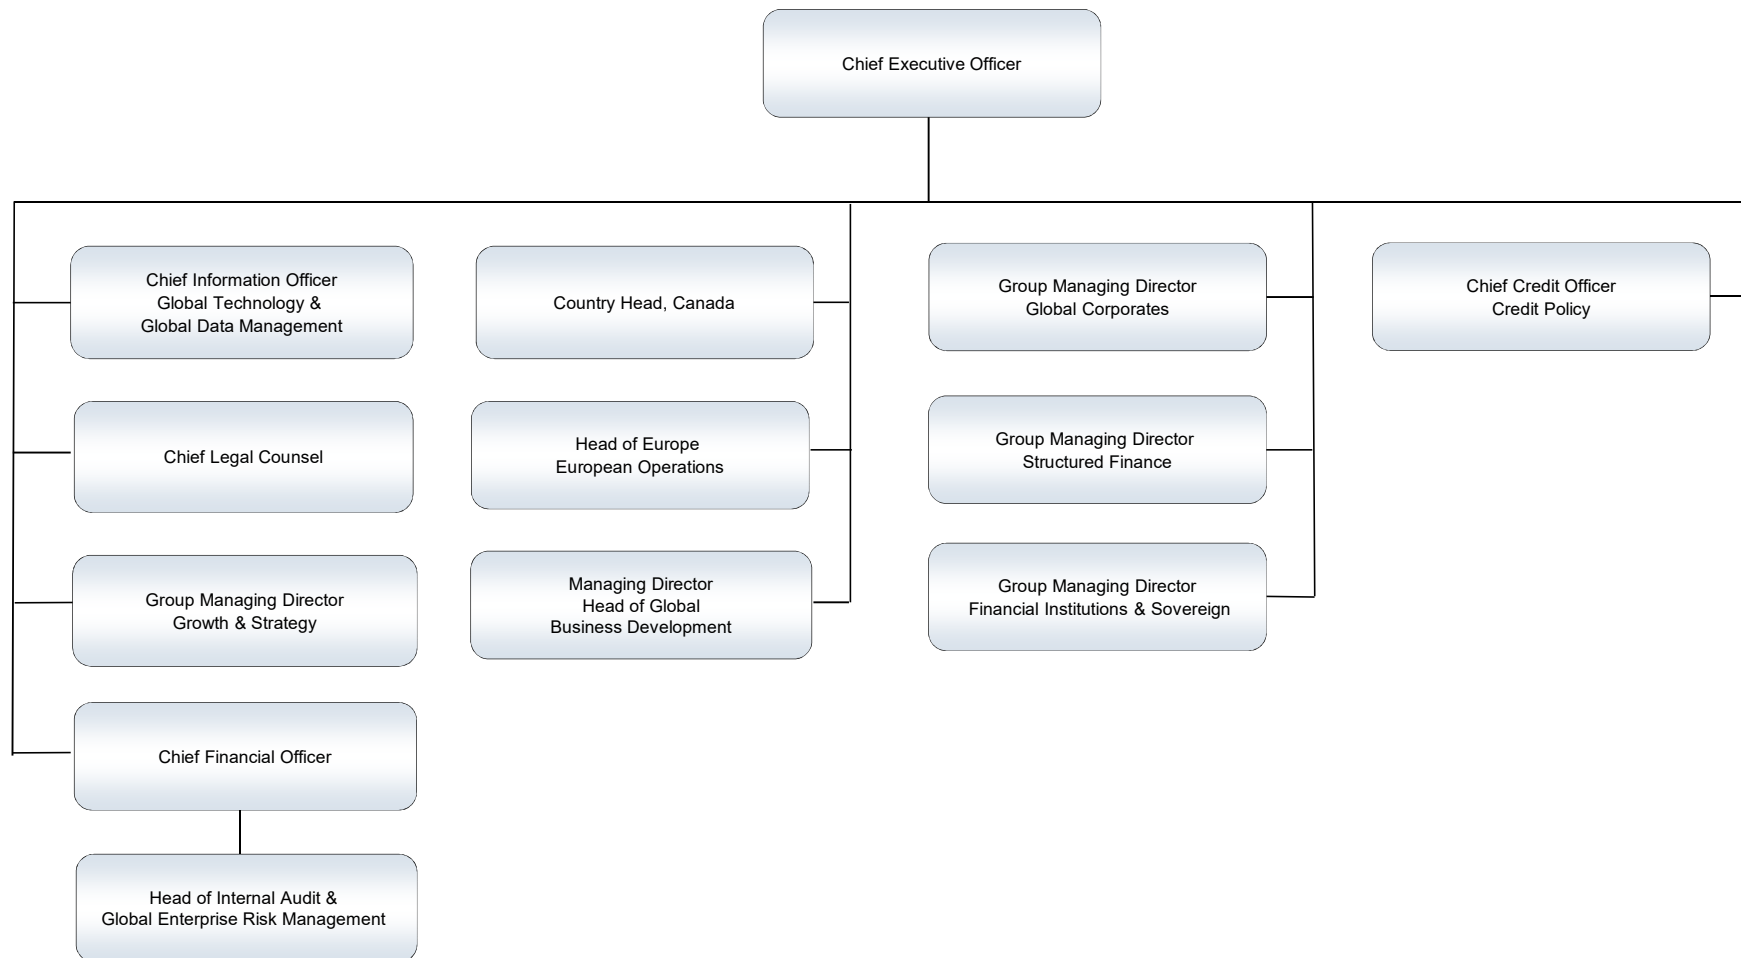 Chief Executive Officer
Chief Information Officer
Global Technology &
Global Data Management
Chief Legal Counsel
Group Managing Director
Growth & Strategy
Chief Financial Officer
Head of Internal Audit &
Global Enterprise Risk Management
Country Head, Canada
Head of Europe
European Operations
Managing Director
Head of Global
Business Development
Group Managing Director
Global Corporates
Group Managing Director
Structured Finance
Group Managing Director
Financial Institutions & Sovereign
Chief Credit Officer
Credit Policy